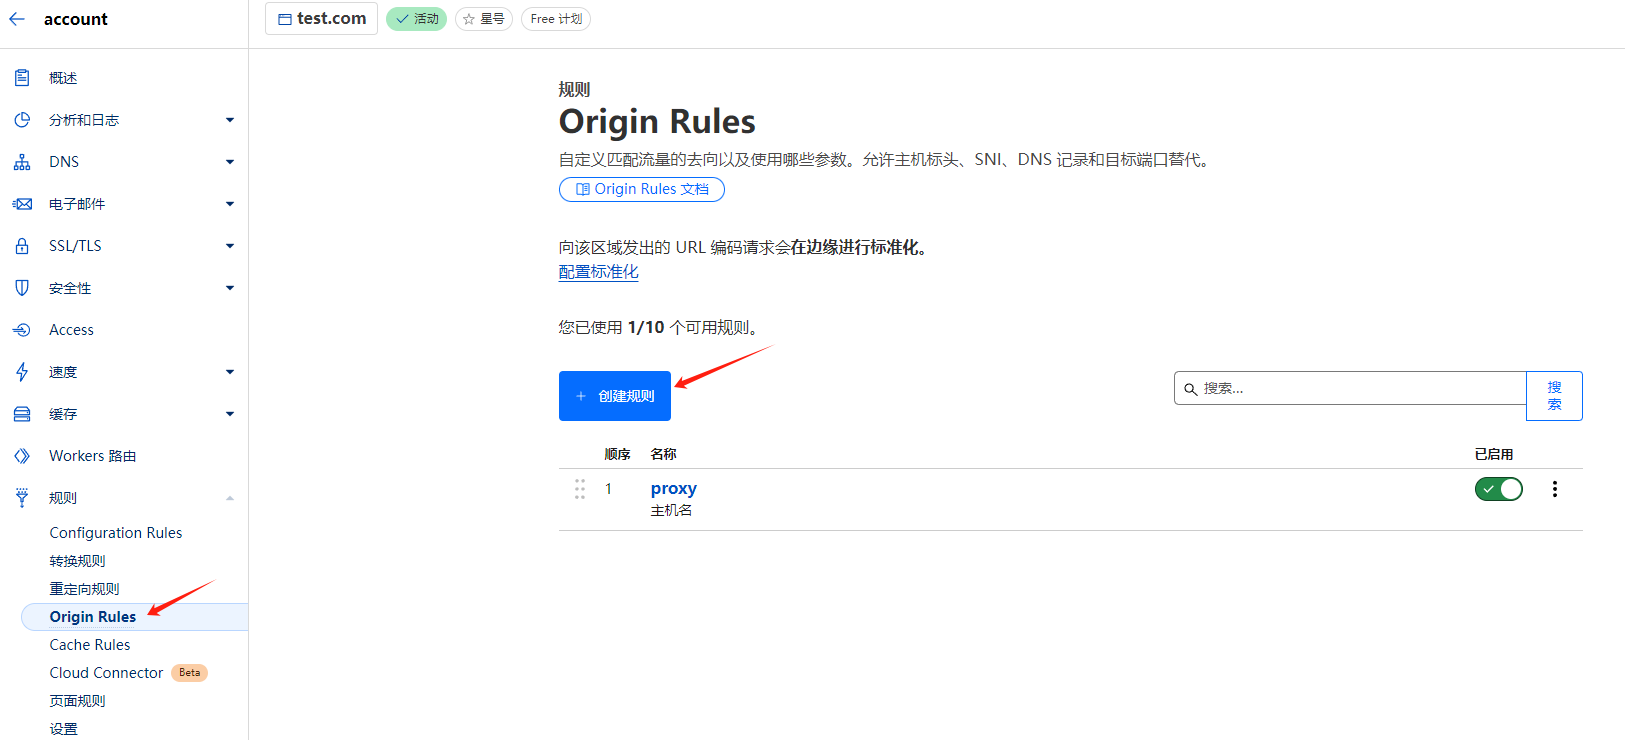 account
test.com
活动
星号
Free 计划
概述
分析和日志
DNS
电子邮件
SSL/TLS
安全性
Access
速度
缓存
Workers 路由
规则
Configuration Rules
转换规则
重定向规则
Origin Rules
Cache Rules
Cloud Connector Beta
页面规则
设置
规则
Origin Rules
自定义匹配流量的去向以及使用哪些参数。允许主机标头、SNI、DNS 记录和目标端口替代。
Origin Rules 文档
向该区域发出的 URL 编码请求会在边缘进行标准化。
配置标准化
您已使用 1/10 个可用规则。
+ 创建规则
搜索...
搜
索
顺序 名称 已启用
1 proxy
主机名